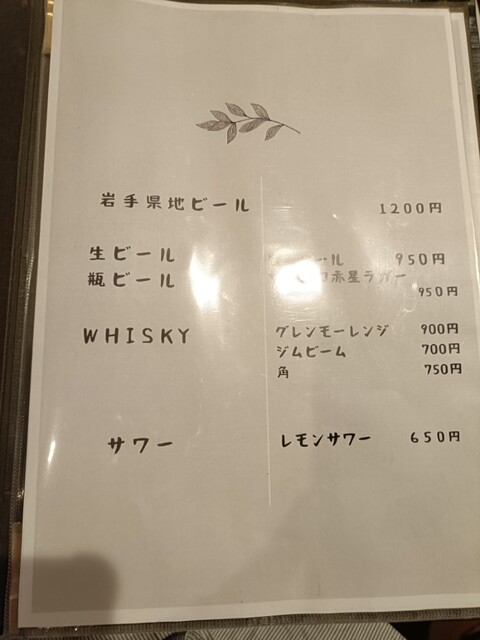 岩手県地ビール 1200円
生ビール ール 950円
瓶ビール 赤星ラガー
950円
WHISKY グレンモーレンジ 900円
ジムビーム 700円
角 750円
サワー レモンサワー 650円